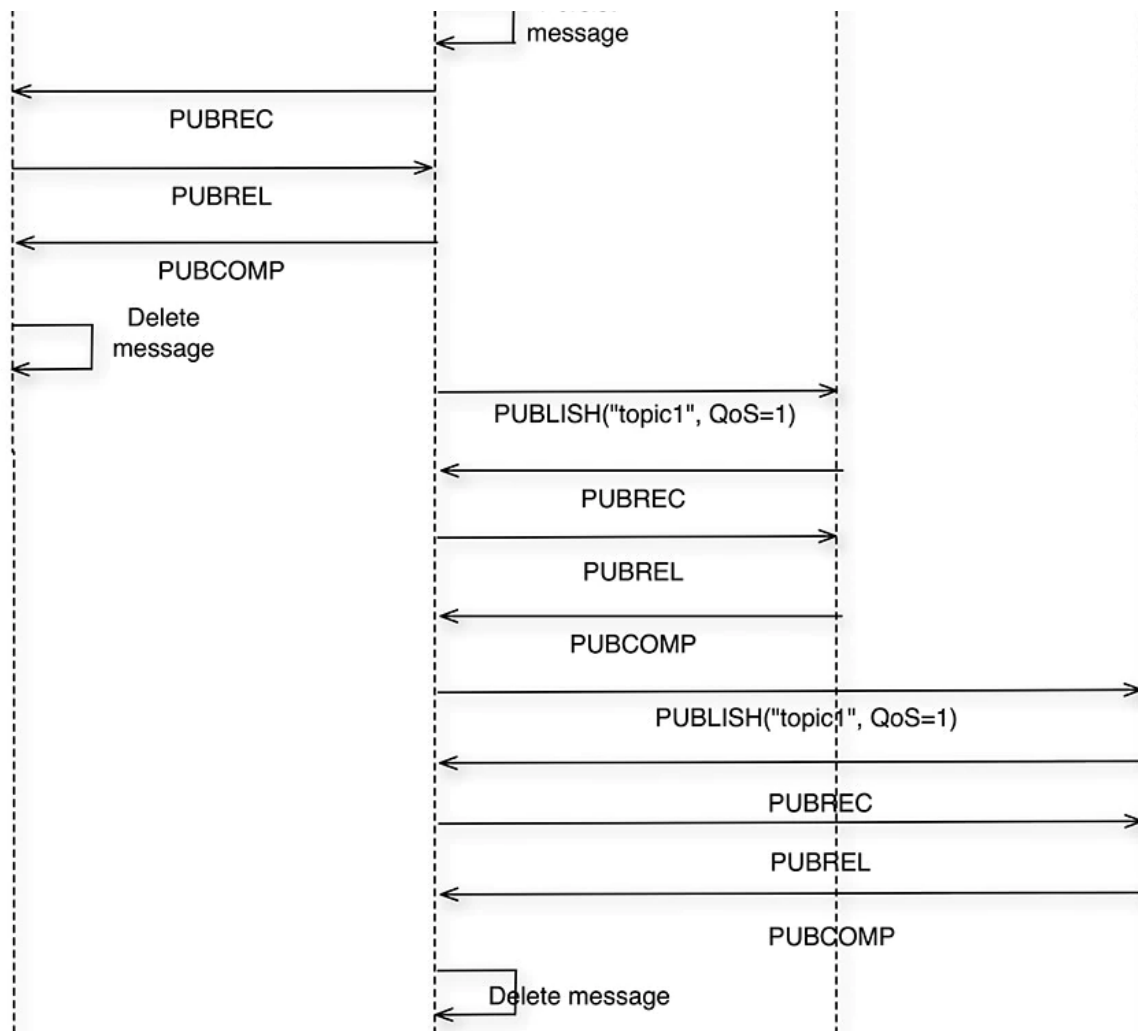 message
PUBREC
PUBREL
PUBCOMP
Delete
message
PUBLISH("topic1", QoS=1)
PUBREC
PUBREL
PUBCOMP
PUBLISH("topic1", QoS=1)
PUBREC
PUBREL
PUBCOMP
Delete message